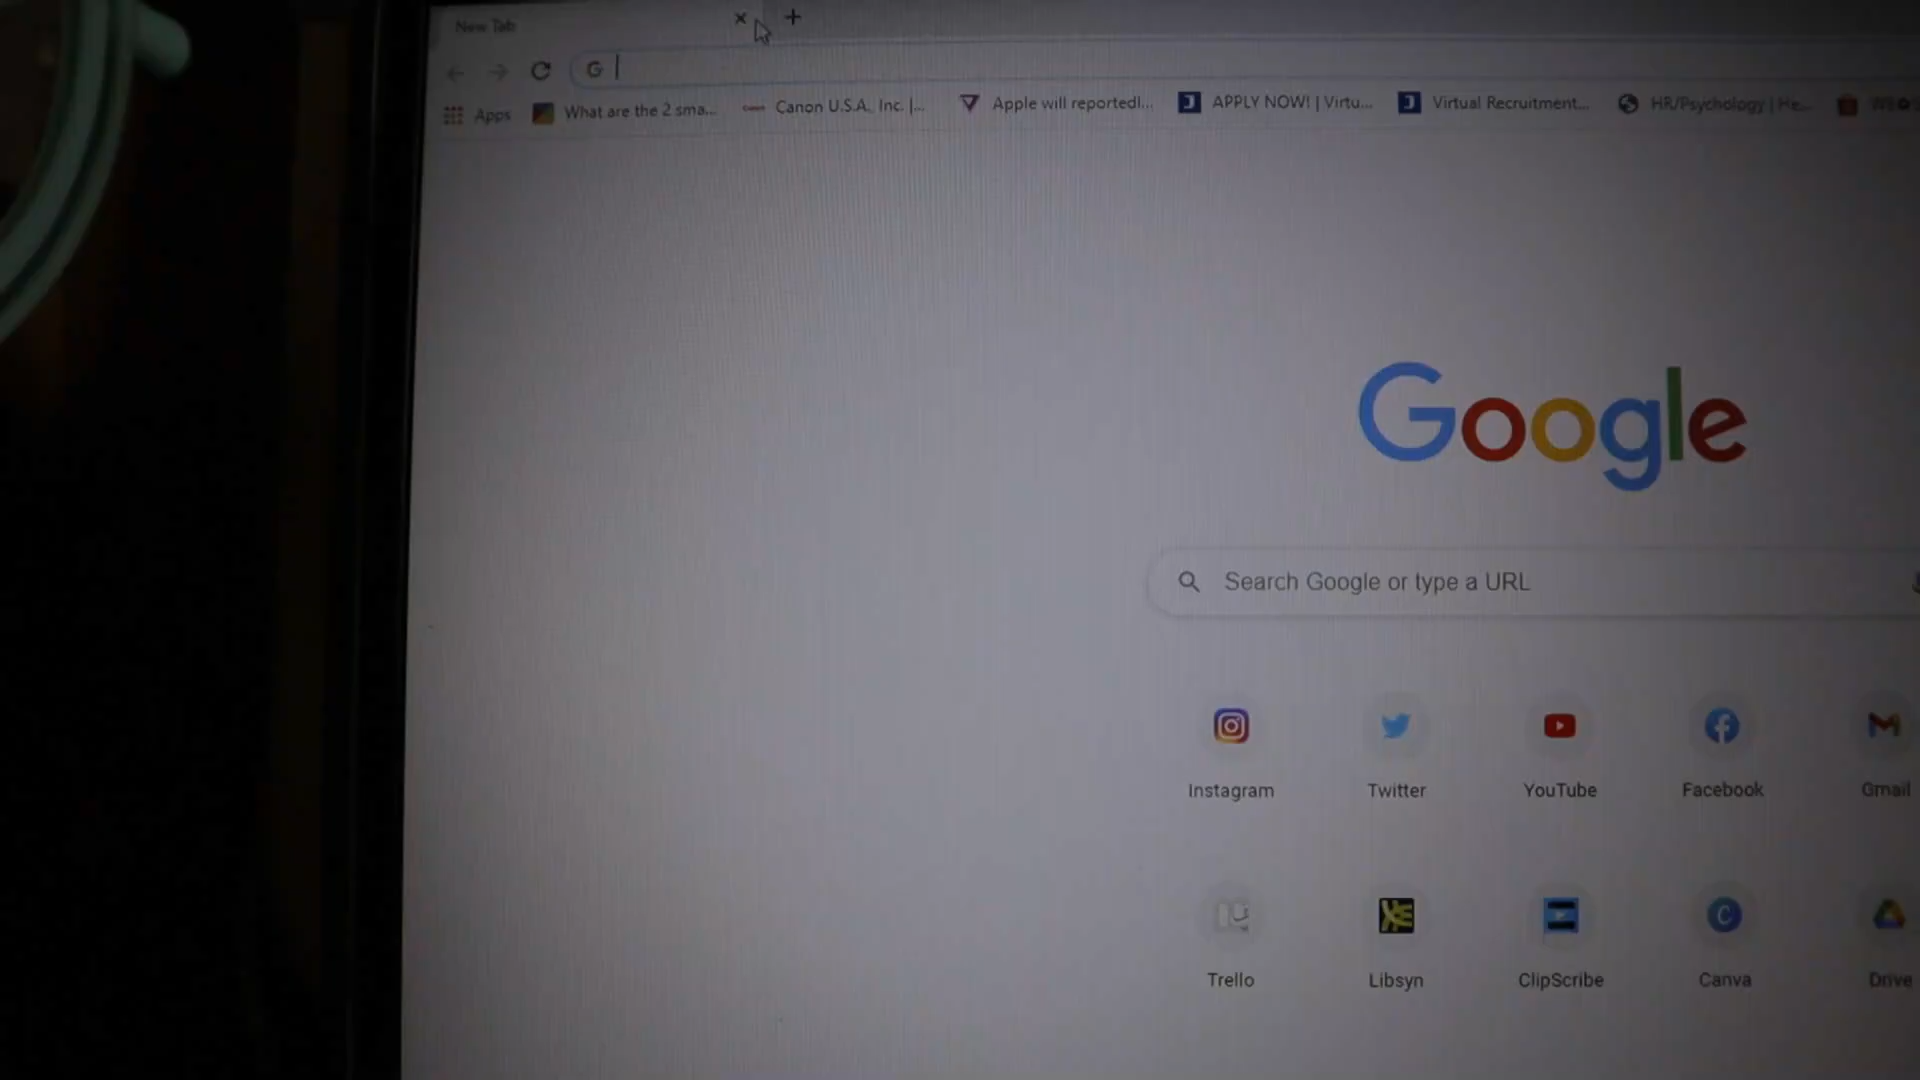 New Tab
G
Apps What are the 2 sma... Canon U.S.A., Inc. |... Apple will reportedl... APPLY NOW! | Virtu... Virtual Recruitment... HR/Psychology | He...
Google
Search Google or type a URL
Instagram Twitter YouTube Facebook Gmail
Trello Libsyn ClipScribe Canva Drive